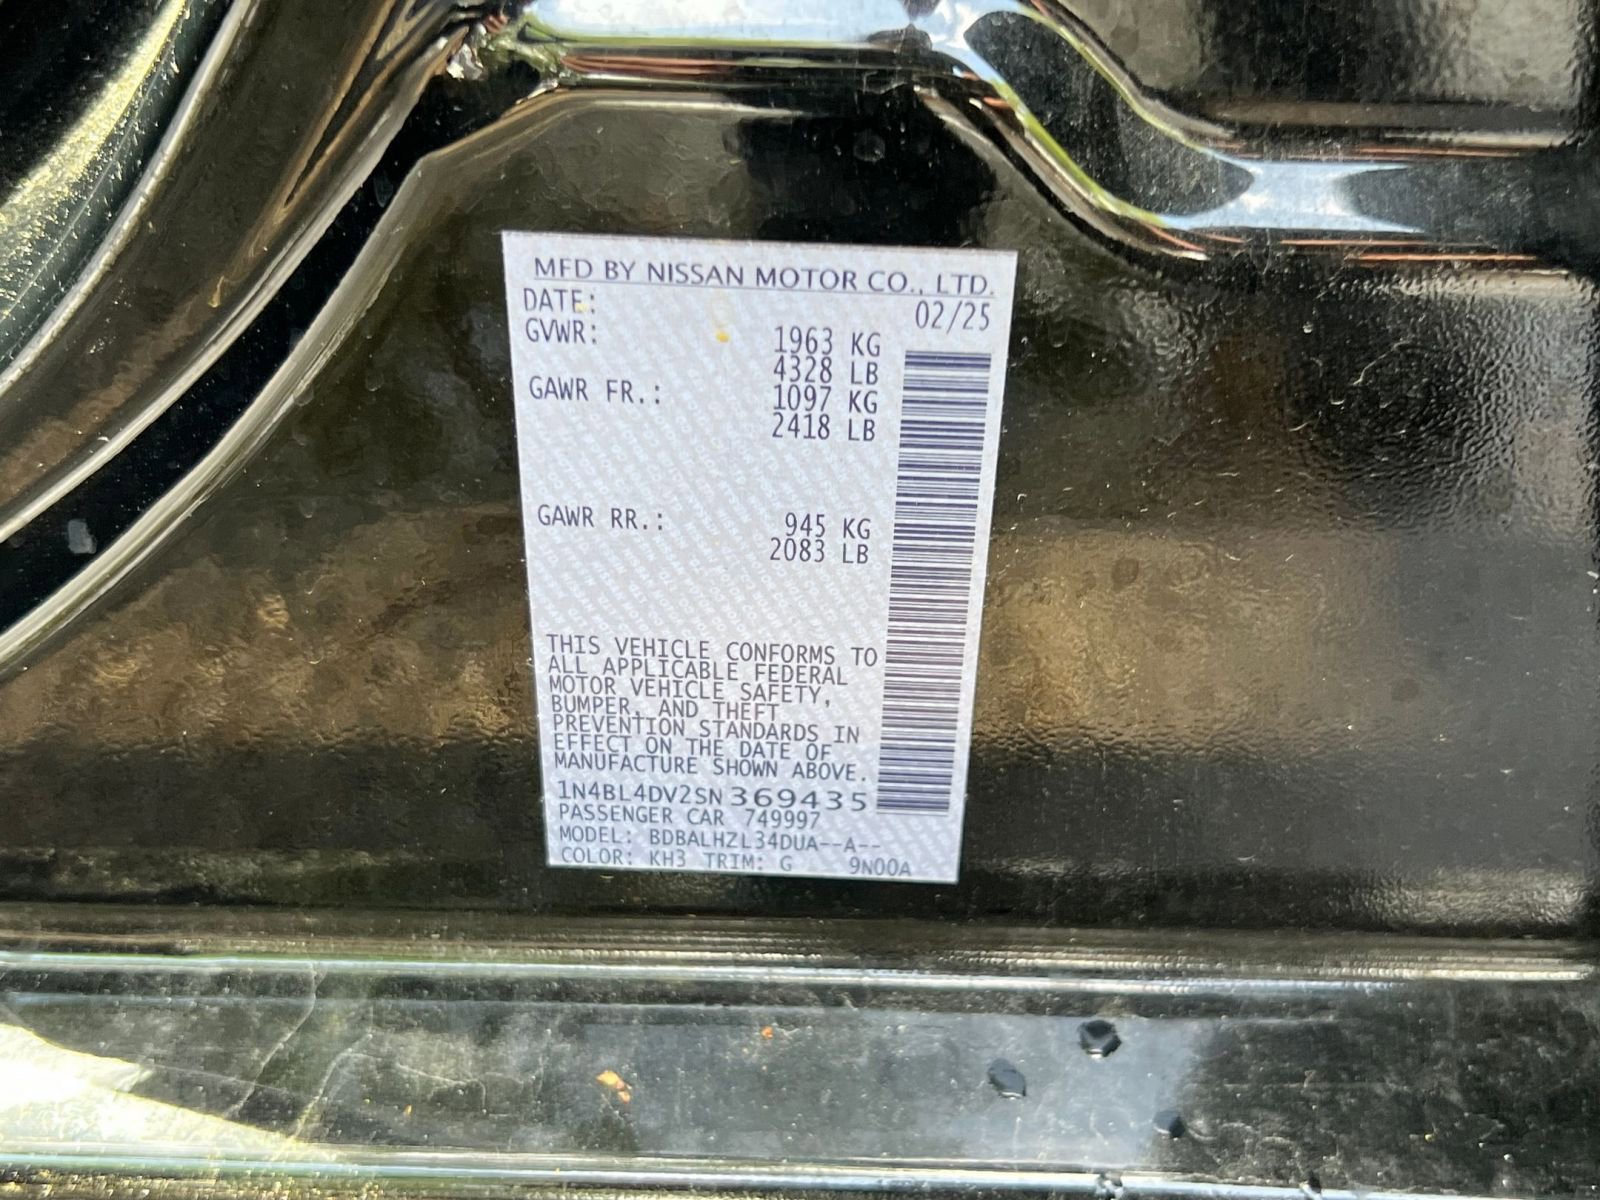 MFD BY NISSAN MOTOR CO., LTD.
DATE: 02/25
GVWR: 1963 KG
4328 LB
GAWR FR.: 1097 KG
2418 LB
GAWR RR.: 945 KG
2083 LB
THIS VEHICLE CONFORMS TO
ALL APPLICABLE FEDERAL
MOTOR VEHICLE SAFETY,
BUMPER, AND THEFT
PREVENTION STANDARDS IN
EFFECT ON THE DATE OF
MANUFACTURE SHOWN ABOVE.
1N4BL4DV2SN369435
PASSENGER CAR 749997
MODEL: BDBALHZL34DUA--A--
COLOR: KH3 TRIM: G 9N00A